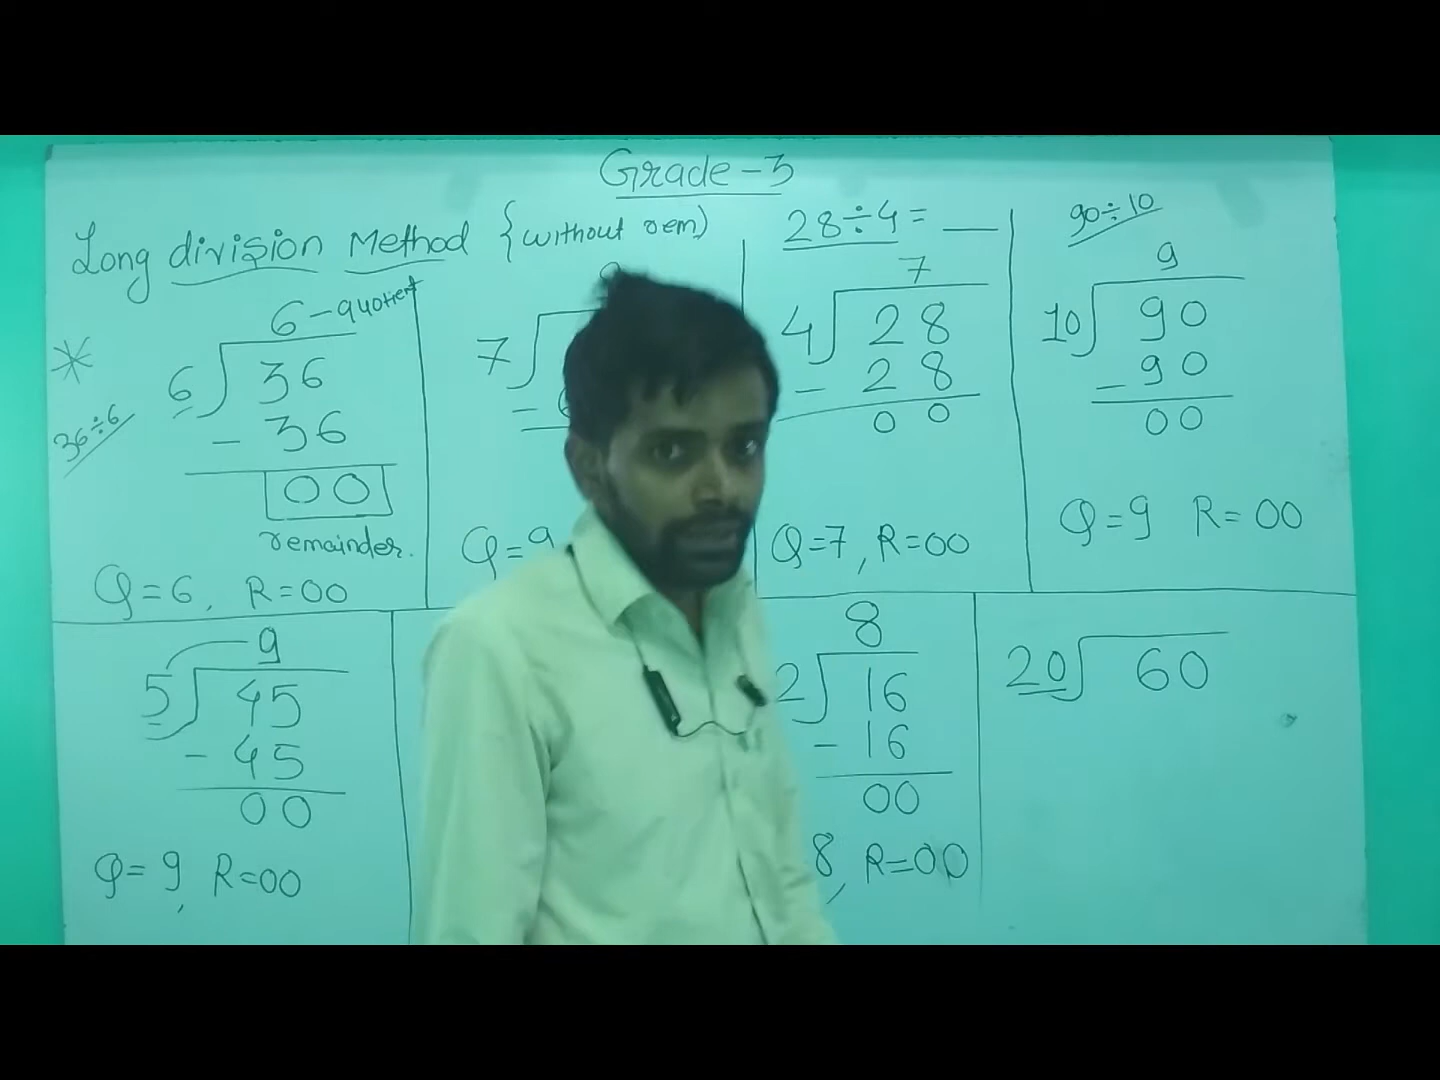 Grade-3
Long division Method {(without rem)
28÷4 = __
90÷10
6 - quotient
6 36
- 36
00
remainder.
36÷6
Q=6, R=00
7
-
Q=9
7
4 28
- 28
00
Q=7, R=00
9
10 90
- 90
00
Q=9 R=00
9
5 45
- 45
00
Q=9, R=00
8
2 16
- 16
00
8, R=00
20 60